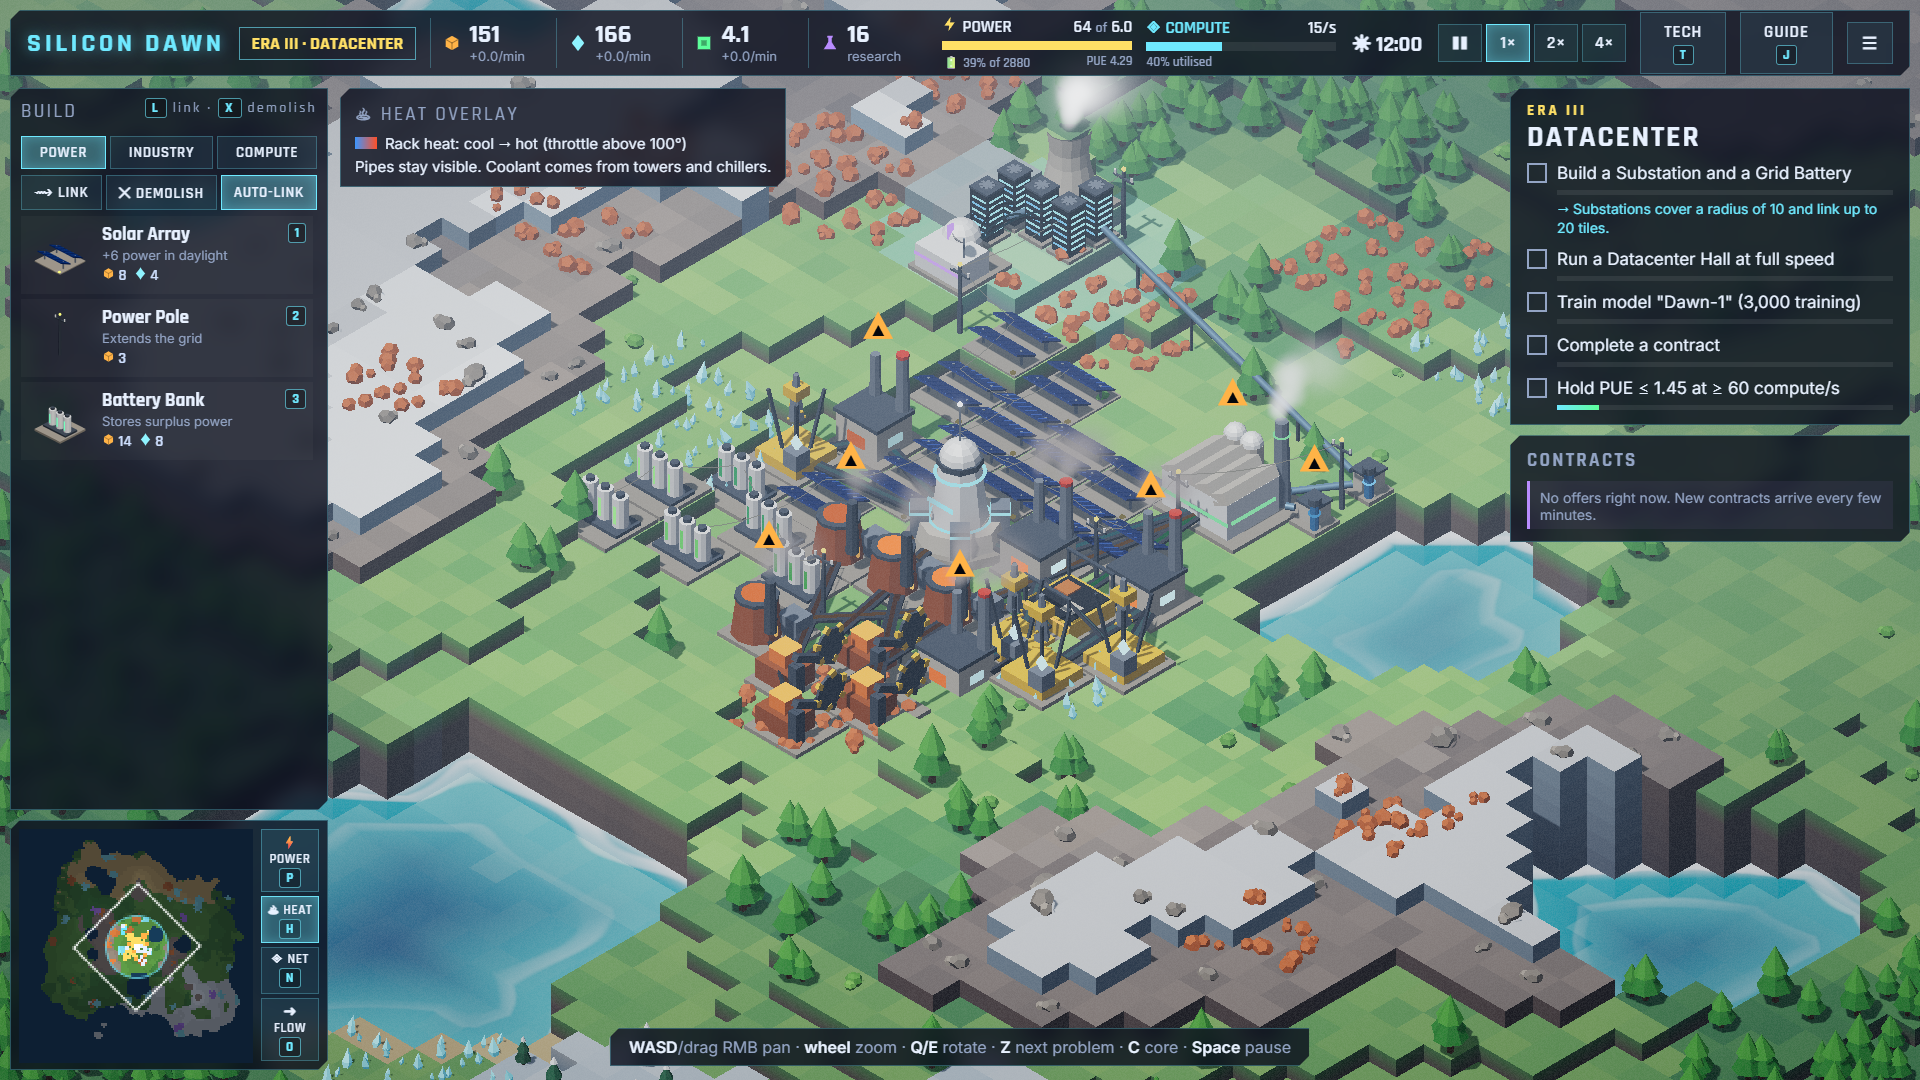 SILICON DAWN
ERA III · DATACENTER
151
+0.0/min
166
+0.0/min
4.1
+0.0/min
16
research
POWER 64 of 6.0
39% of 2880 PUE 4.29
COMPUTE 15/s
40% utilised
12:00
1× 2× 4×
TECH
T
GUIDE
J
BUILD L link · X demolish
POWER INDUSTRY COMPUTE
LINK DEMOLISH AUTO-LINK
Solar Array 1
+6 power in daylight
8 4
Power Pole 2
Extends the grid
3
Battery Bank 3
Stores surplus power
14 8
HEAT OVERLAY
Rack heat: cool → hot (throttle above 100°)
Pipes stay visible. Coolant comes from towers and chillers.
ERA III
DATACENTER
Build a Substation and a Grid Battery
→ Substations cover a radius of 10 and link up to
20 tiles.
Run a Datacenter Hall at full speed
Train model "Dawn-1" (3,000 training)
Complete a contract
Hold PUE ≤ 1.45 at ≥ 60 compute/s
CONTRACTS
No offers right now. New contracts arrive every few
minutes.
POWER
P
HEAT
H
NET
N
FLOW
O
WASD/drag RMB pan · wheel zoom · Q/E rotate · Z next problem · C core · Space pause